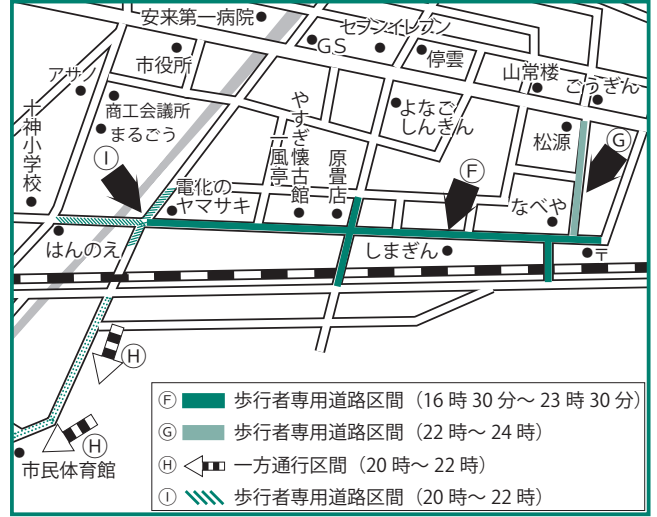 安来第一病院
セブンイレブン
G.S
市役所
停雲
アサノ
山常楼
ごうぎん
商工会議所
まるごう
やすぎ懐古館
一風亭
原畳店
よなご
しんぎん
松源
十神小学校
Ⓘ
Ⓕ
Ⓖ
電化の
ヤマサキ
なべや
はんのえ
しまぎん
〒
Ⓗ
Ⓗ
市民体育館
Ⓕ 歩行者専用道路区間（16 時 30 分～ 23 時 30 分）
Ⓖ 歩行者専用道路区間（22 時～ 24 時）
Ⓗ 一方通行区間（20 時～ 22 時）
Ⓘ 歩行者専用道路区間（20 時～ 22 時）